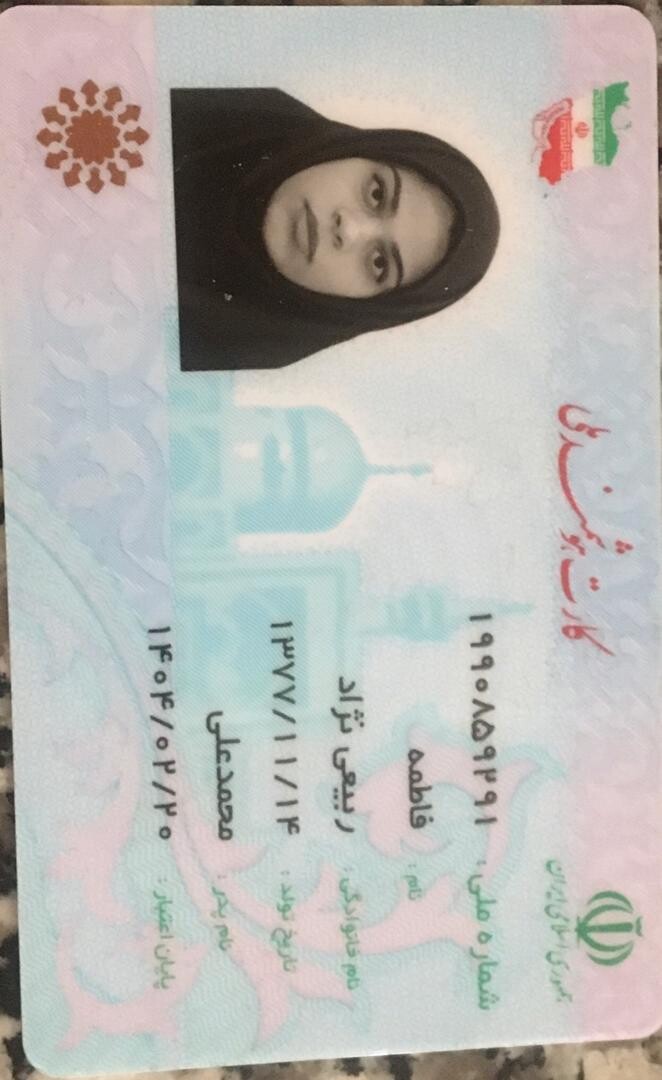 جمهوری اسلامی ایران
کارت هوشمند ملی
شماره ملی: ۱۹۹۰۸۵۹۲۹۱
نام: فاطمه
نام خانوادگی: ربیعی نژاد
تاریخ تولد: ۱۳۷۷/۱۱/۱۴
نام پدر: محمدعلی
پایان اعتبار: ۱۴۰۴/۰۲/۲۰